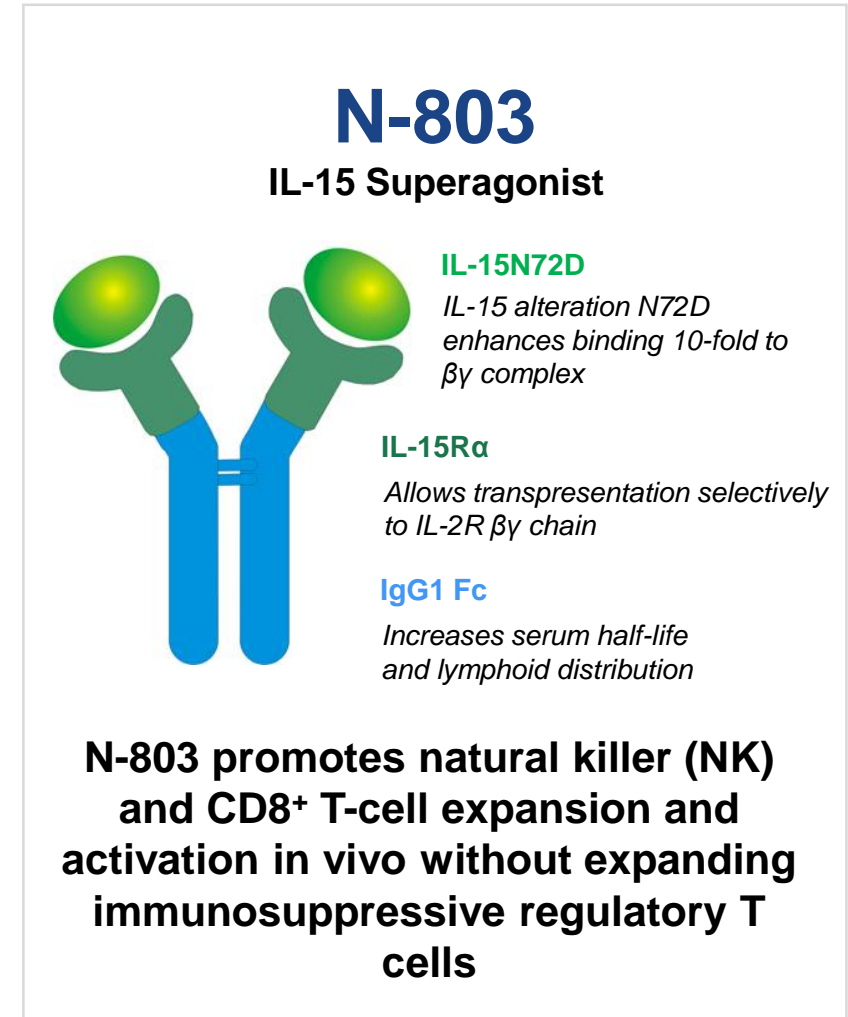 N-803
IL-15 Superagonist
IL-15N72D
IL-15 alteration N72D
enhances binding 10-fold to
βγ complex
IL-15Rα
Allows transpresentation selectively
to IL-2R βγ chain
IgG1 Fc
Increases serum half-life
and lymphoid distribution
N-803 promotes natural killer (NK)
and CD8⁺ T-cell expansion and
activation in vivo without expanding
immunosuppressive regulatory T
cells